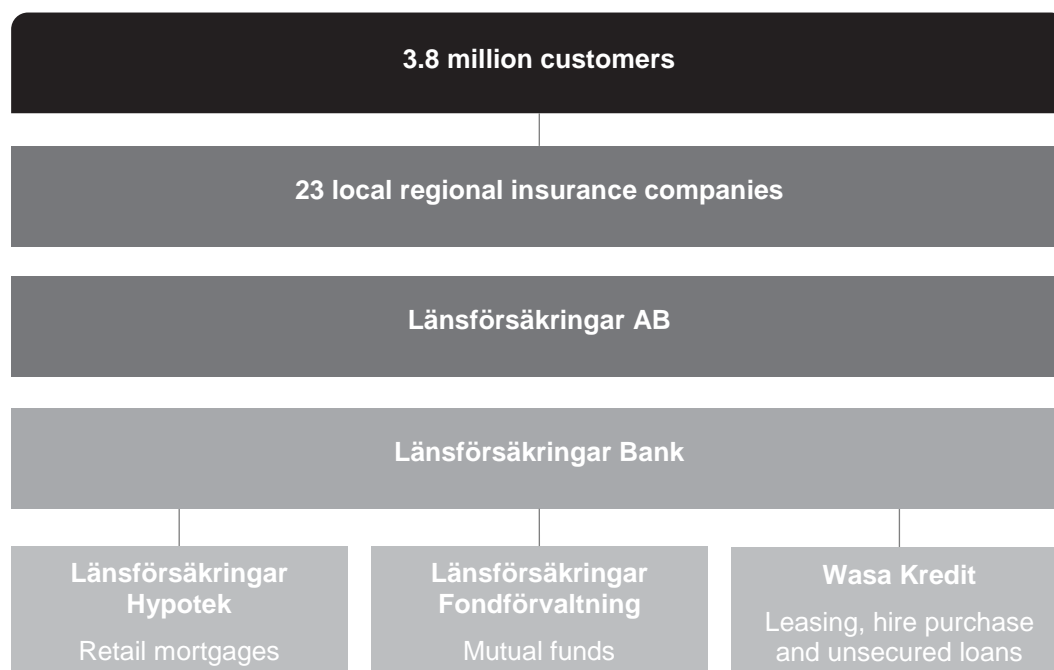 3.8 million customers
23 local regional insurance companies
Länsförsäkringar AB
Länsförsäkringar Bank
Länsförsäkringar
Hypotek
Retail mortgages
Länsförsäkringar
Fondförvaltning
Mutual funds
Wasa Kredit
Leasing, hire purchase
and unsecured loans